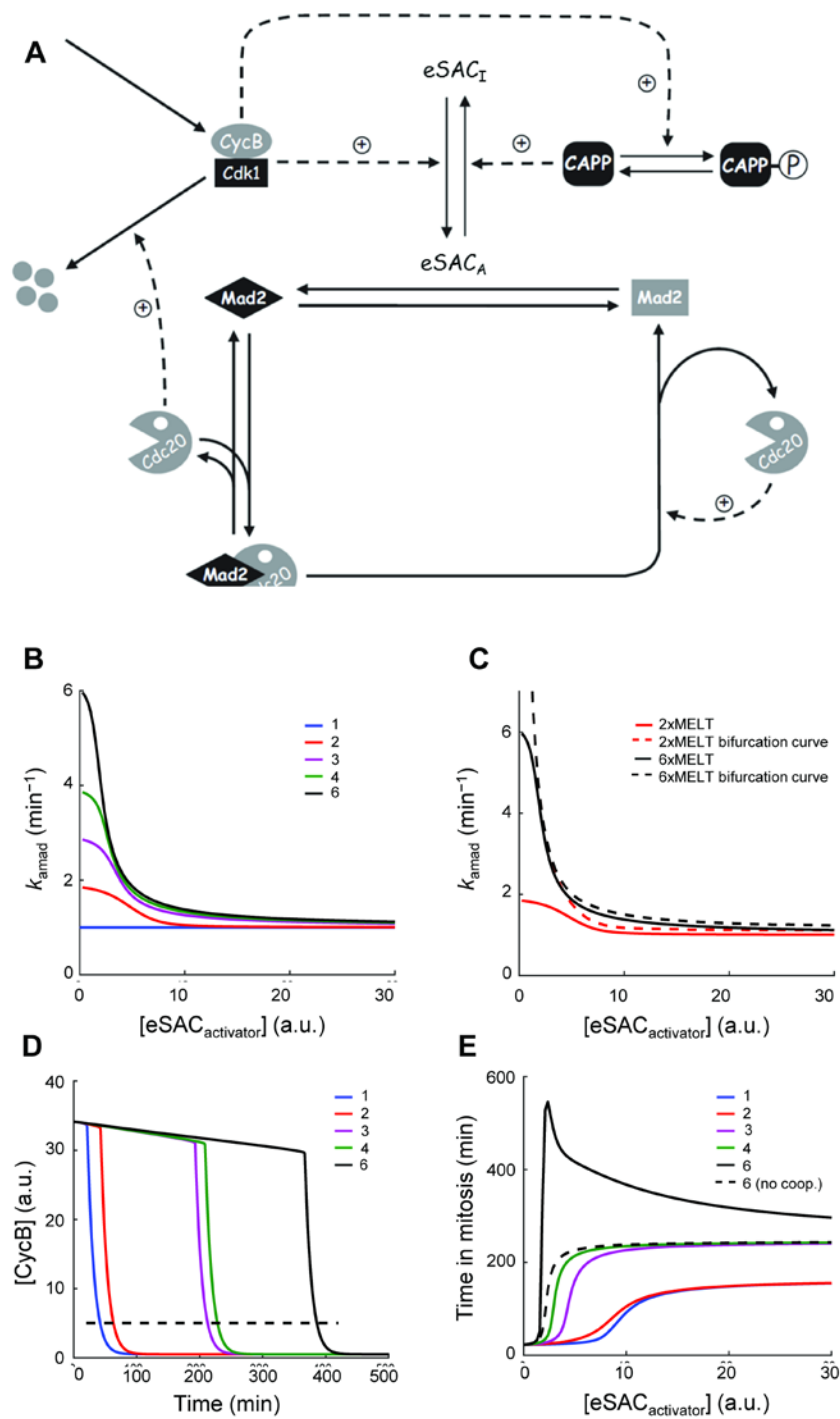 A
eSAC_I
⊕
CycB
⊕
⊕
CAPP
CAPP
P
Cdk1
eSAC_A
Mad2
Mad2
⊕
Cdc20
Cdc20
⊕
Mad2
B
6
4
2
0
k_amad (min⁻¹)
1
2
3
4
6
0
10
20
30
[eSAC_activator] (a.u.)
C
6
4
2
0
k_amad (min⁻¹)
2xMELT
2xMELT bifurcation curve
6xMELT
6xMELT bifurcation curve
0
10
20
30
[eSAC_activator] (a.u.)
D
40
30
20
10
0
[CycB] (a.u.)
1
2
3
4
6
0
100
200
300
400
500
Time (min)
E
600
400
200
0
Time in mitosis (min)
1
2
3
4
6
6 (no coop.)
0
10
20
30
[eSAC_activator] (a.u.)